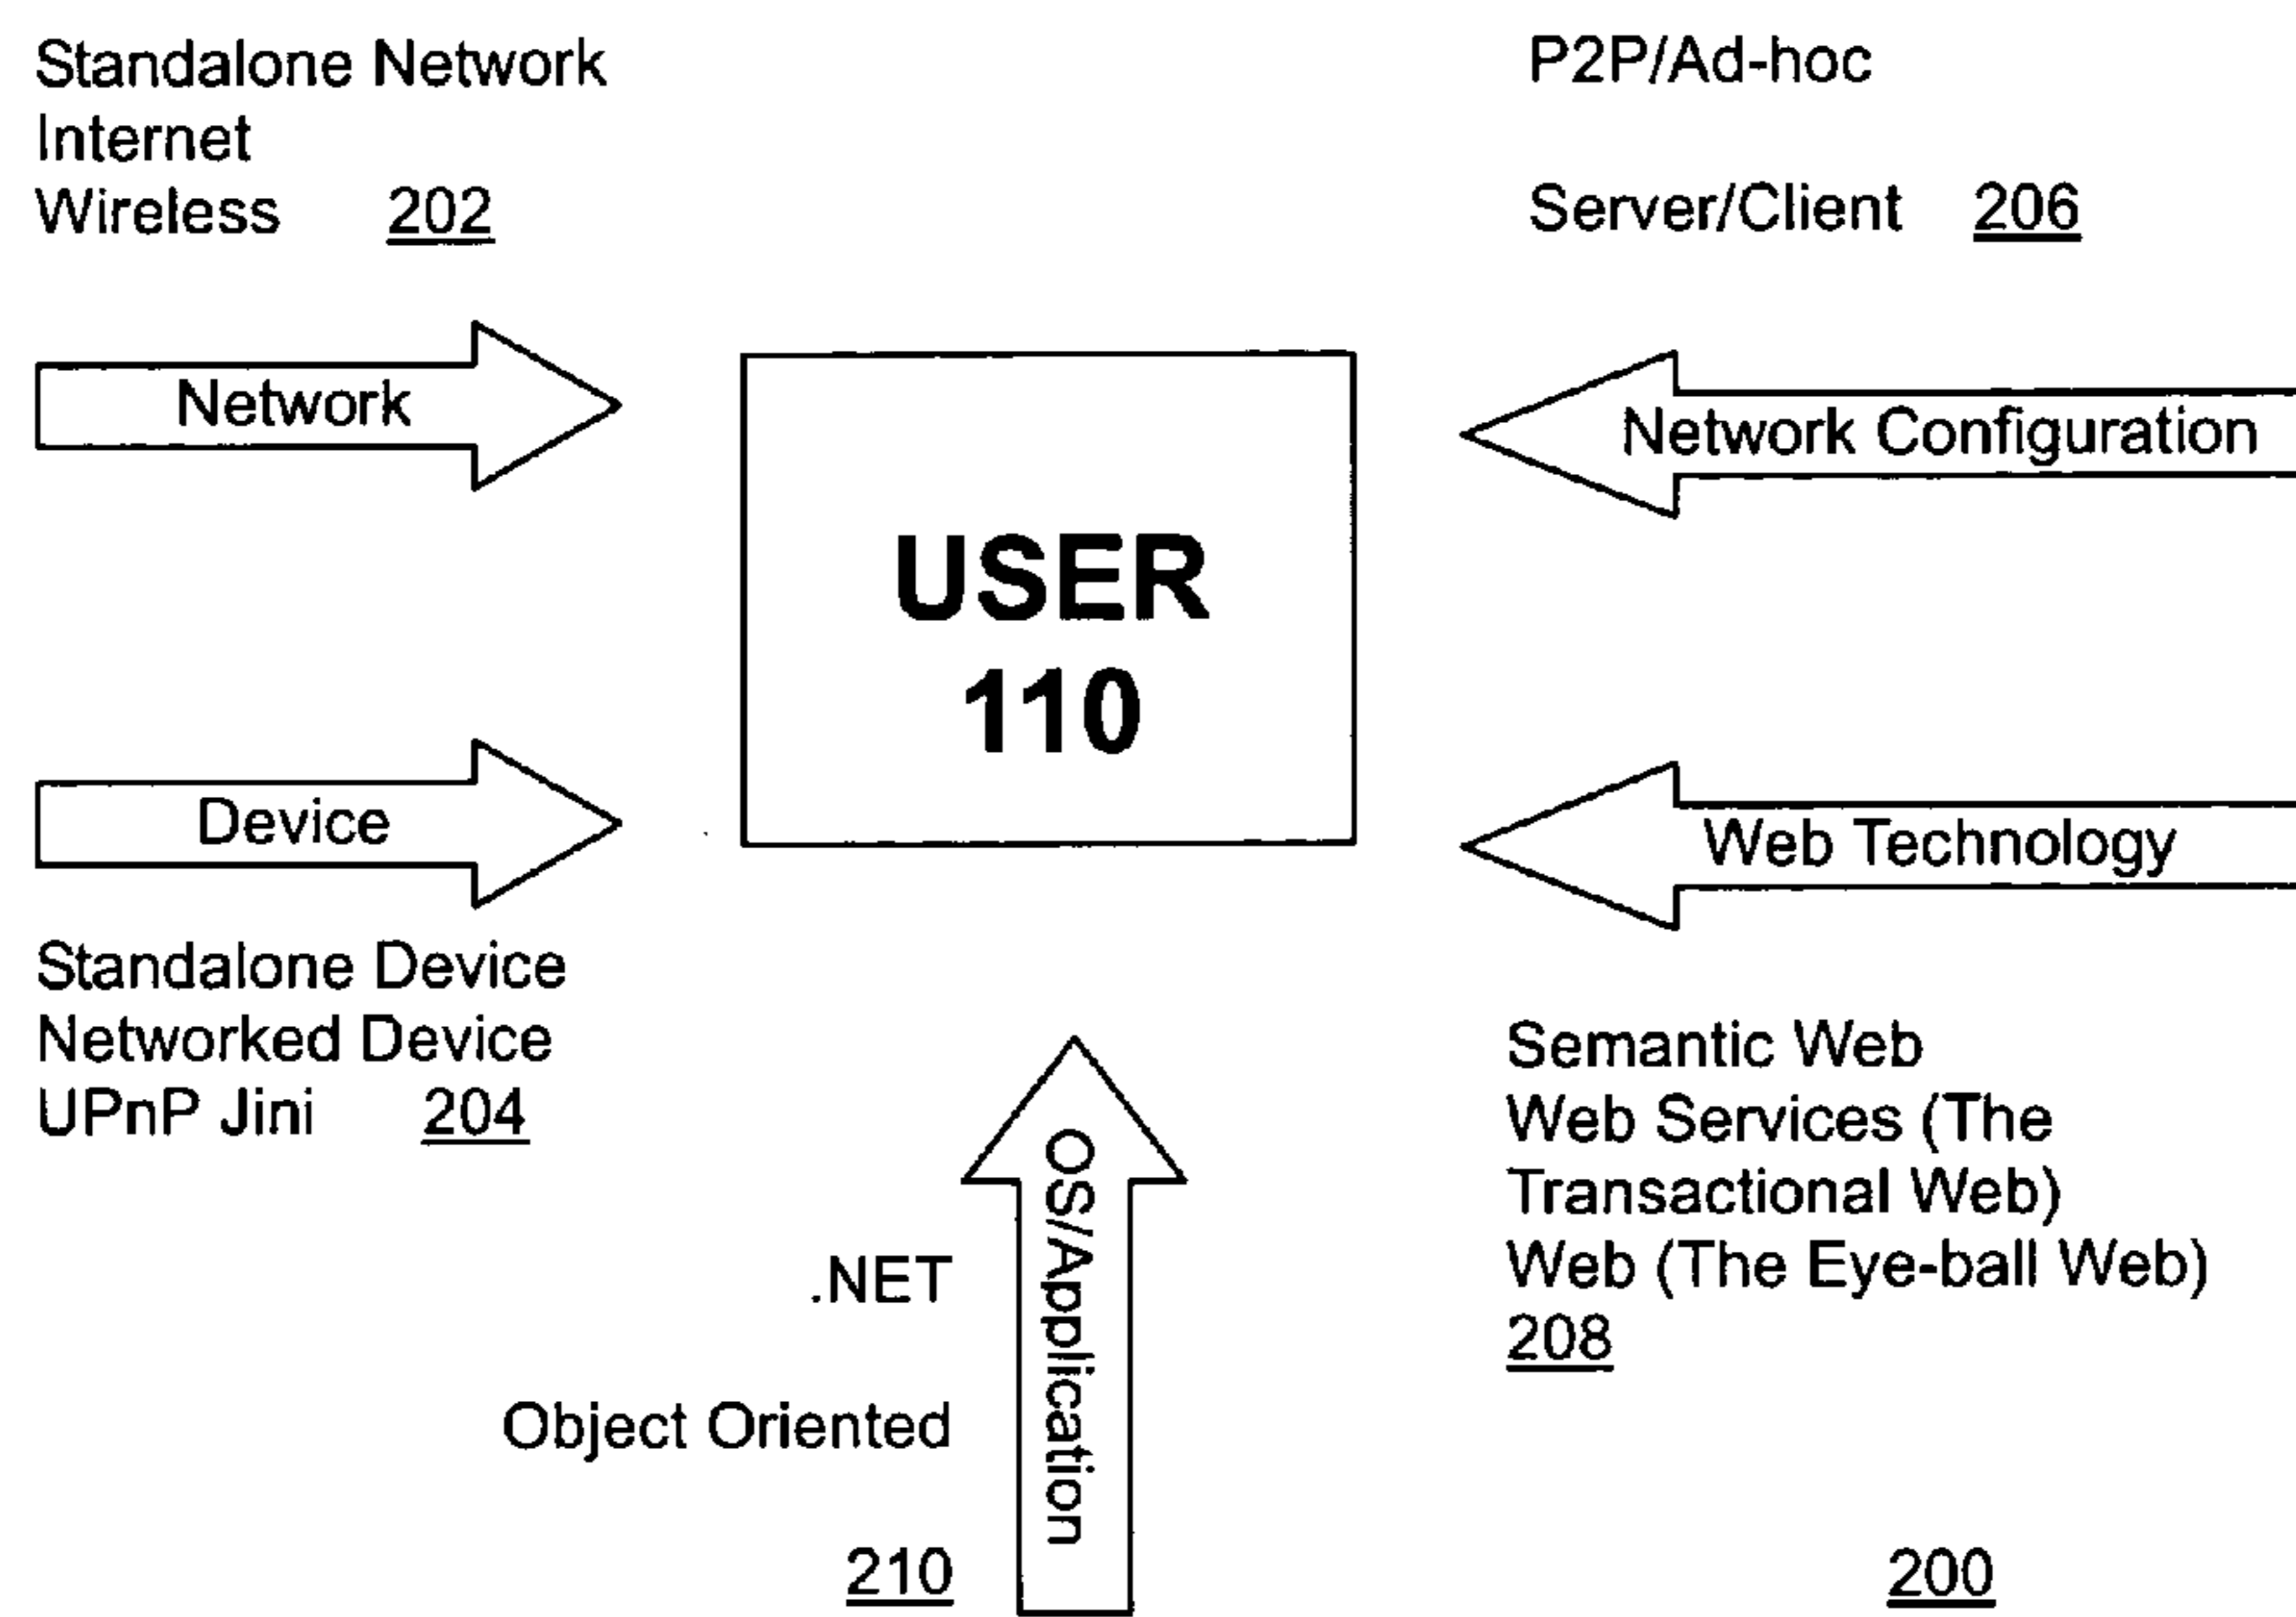 Standalone Network
Internet
Wireless 202
P2P/Ad-hoc
Server/Client 206
Network
Network Configuration
USER
110
Device
Web Technology
Standalone Device
Networked Device
UPnP Jini 204
OS/Application
.NET
Object Oriented
210
Semantic Web
Web Services (The
Transactional Web)
Web (The Eye-ball Web)
208
200